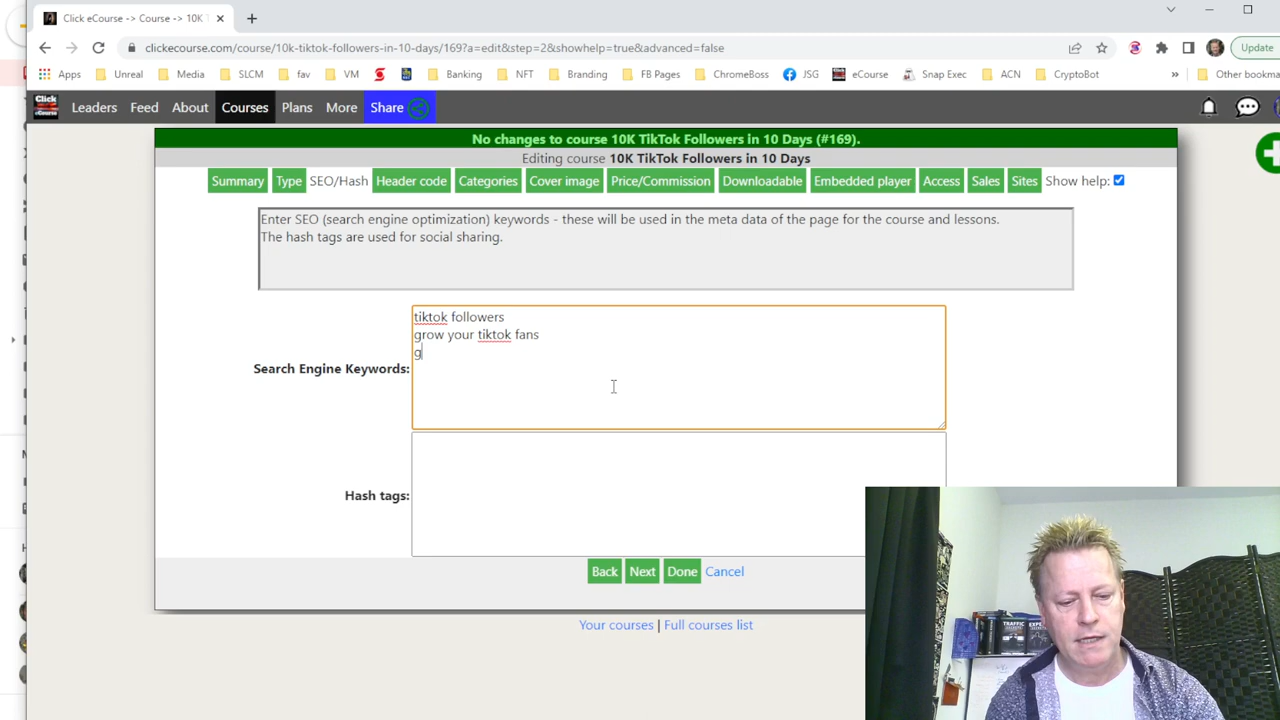 Click eCourse -> Course -> 10K T
clickecourse.com/course/10k-tiktok-followers-in-10-days/169?a=edit&step=2&showhelp=true&advanced=false
Update
Apps Unreal Media SLCM fav VM Banking NFT Branding FB Pages ChromeBoss JSG eCourse Snap Exec ACN CryptoBot » Other bookma
Click eCourse Leaders Feed About Courses Plans More Share
No changes to course 10K TikTok Followers in 10 Days (#169).
Editing course 10K TikTok Followers in 10 Days
Summary Type SEO/Hash Header code Categories Cover image Price/Commission Downloadable Embedded player Access Sales Sites Show help:
Enter SEO (search engine optimization) keywords - these will be used in the meta data of the page for the course and lessons.
The hash tags are used for social sharing.
tiktok followers
grow your tiktok fans
g
Search Engine Keywords:
Hash tags:
Back Next Done Cancel
Your courses | Full courses list
TRAFFIC